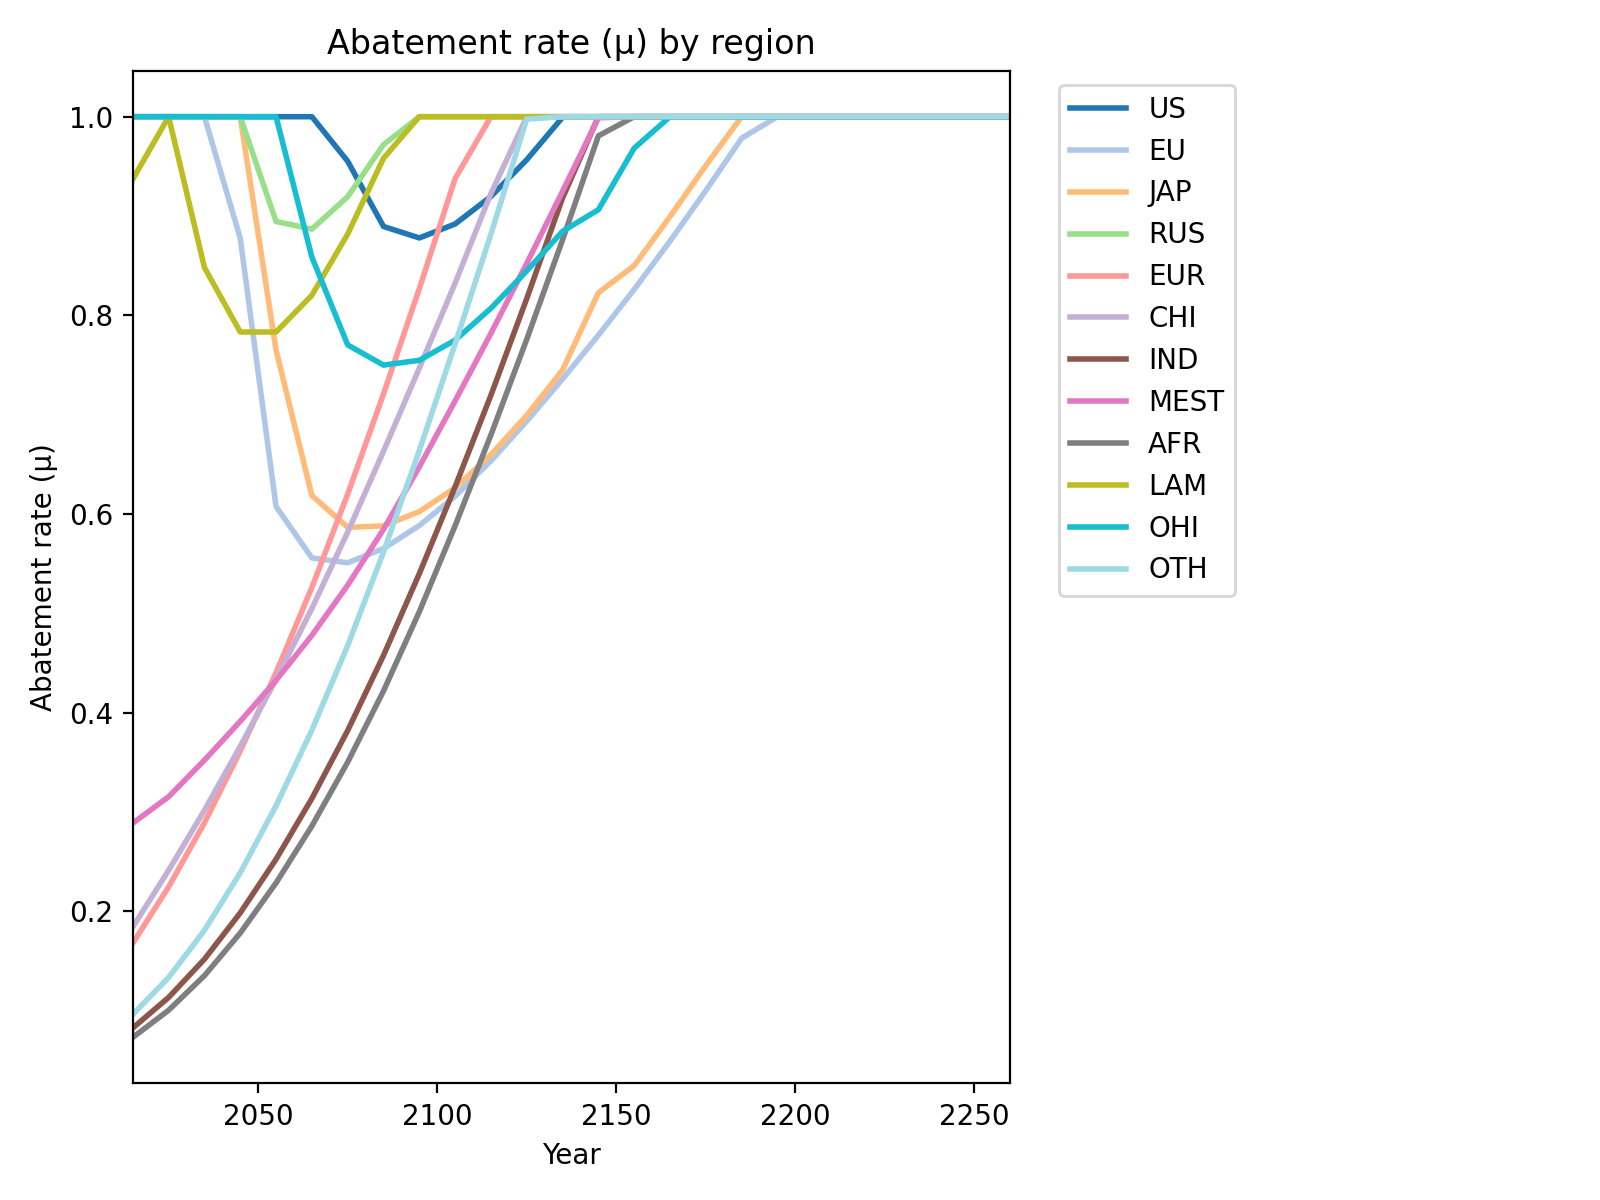 Abatement rate (μ) by region
Abatement rate (μ)
1.0
0.8
0.6
0.4
0.2
2050
2100
2150
2200
2250
Year
US
EU
JAP
RUS
EUR
CHI
IND
MEST
AFR
LAM
OHI
OTH